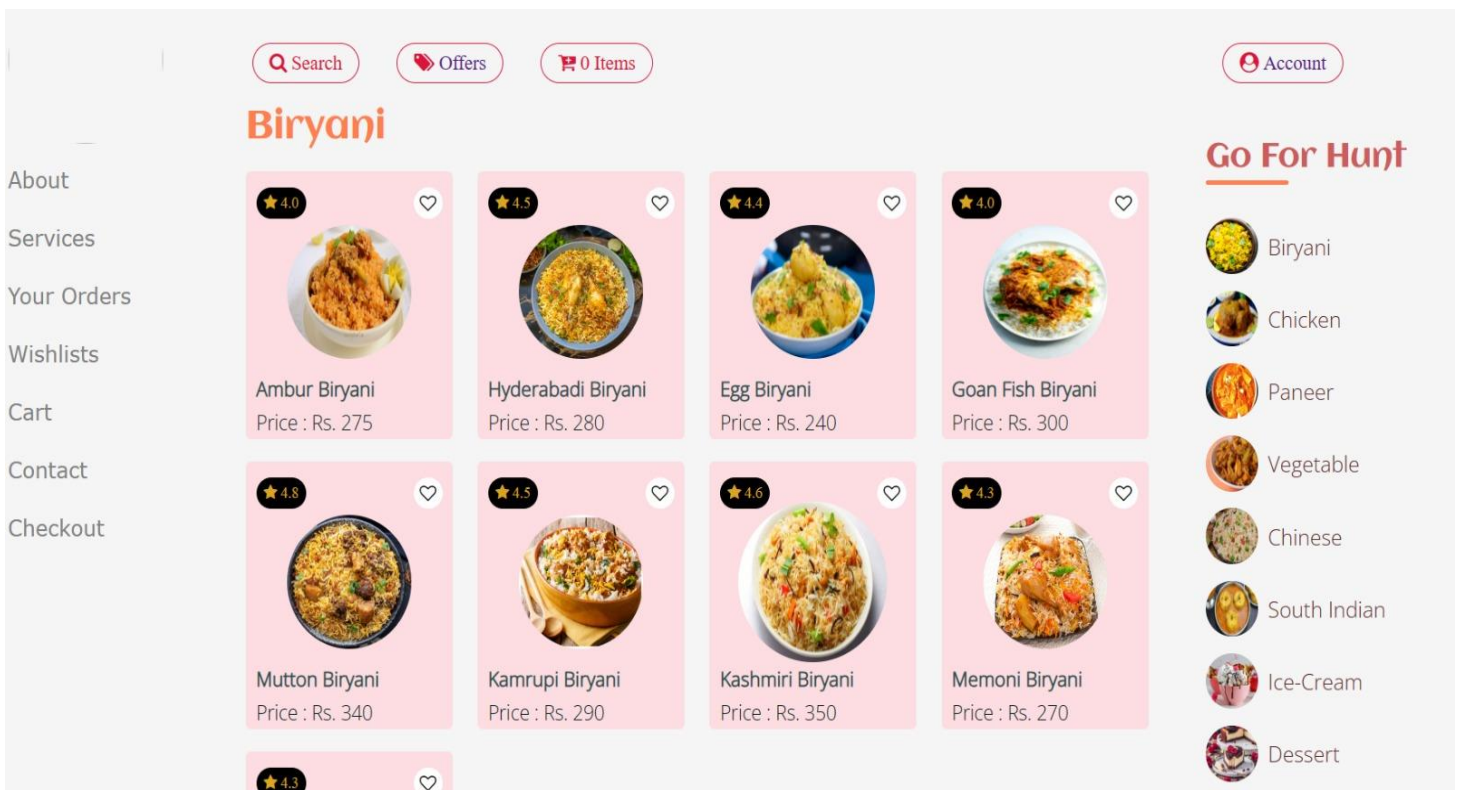 Search
Offers
0 Items
Account
About
Services
Your Orders
Wishlists
Cart
Contact
Checkout
Biryani
4.0
Ambur Biryani
Price : Rs. 275
4.5
Hyderabadi Biryani
Price : Rs. 280
4.4
Egg Biryani
Price : Rs. 240
4.0
Goan Fish Biryani
Price : Rs. 300
4.8
Mutton Biryani
Price : Rs. 340
4.5
Kamrupi Biryani
Price : Rs. 290
4.6
Kashmiri Biryani
Price : Rs. 350
4.3
Memoni Biryani
Price : Rs. 270
4.3
Go For Hunt
Biryani
Chicken
Paneer
Vegetable
Chinese
South Indian
Ice-Cream
Dessert